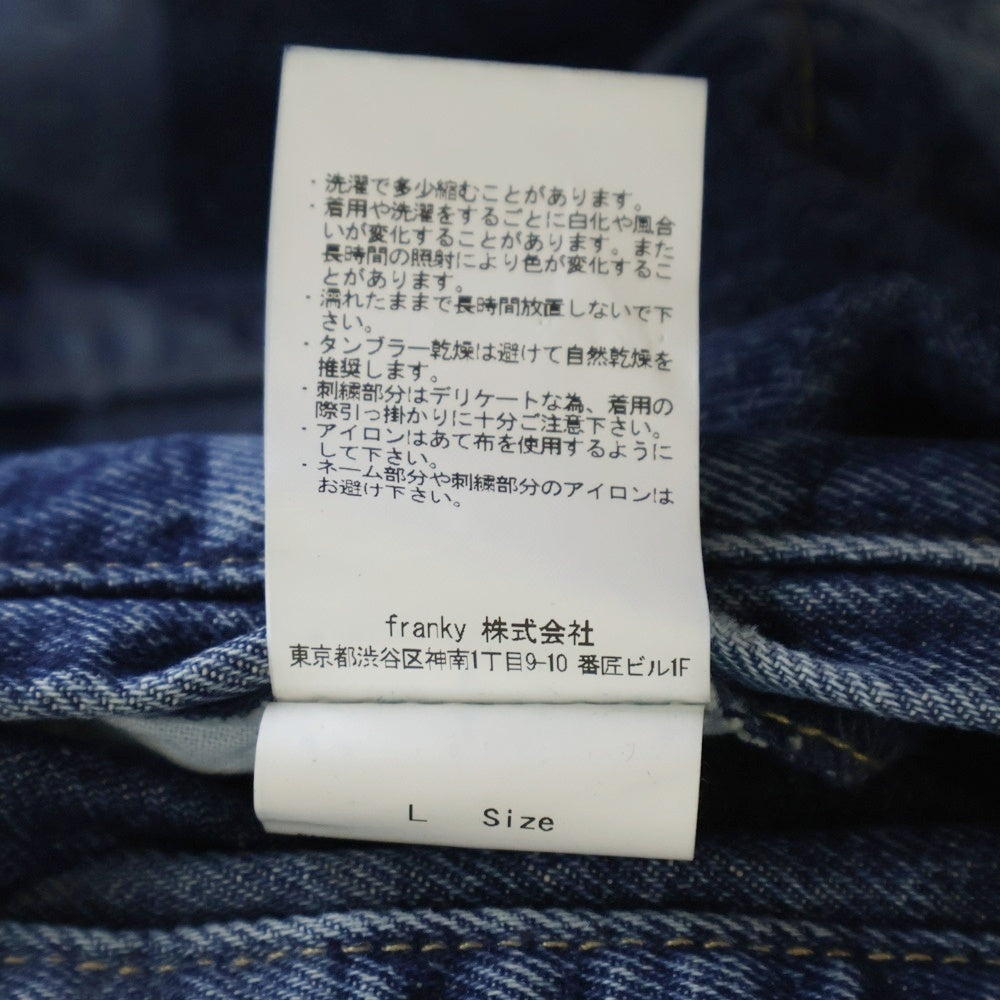 ・洗濯で多少縮むことがあります。
・着用や洗濯をするごとに白化や風合
いが変化することがあります。また
長時間の照射により色が変化するこ
とがあります。
・濡れたままで長時間放置しないで下
さい。
・タンブラー乾燥は避けて自然乾燥を
推奨します。
・刺繍部分はデリケートな為、着用の
際引っ掛かりに十分ご注意下さい。
・アイロンはあて布を使用するように
して下さい。
・ネーム部分や刺繍部分のアイロンは
お避け下さい。
franky 株式会社
東京都渋谷区神南1丁目9-10 番匠ビル1F
L Size